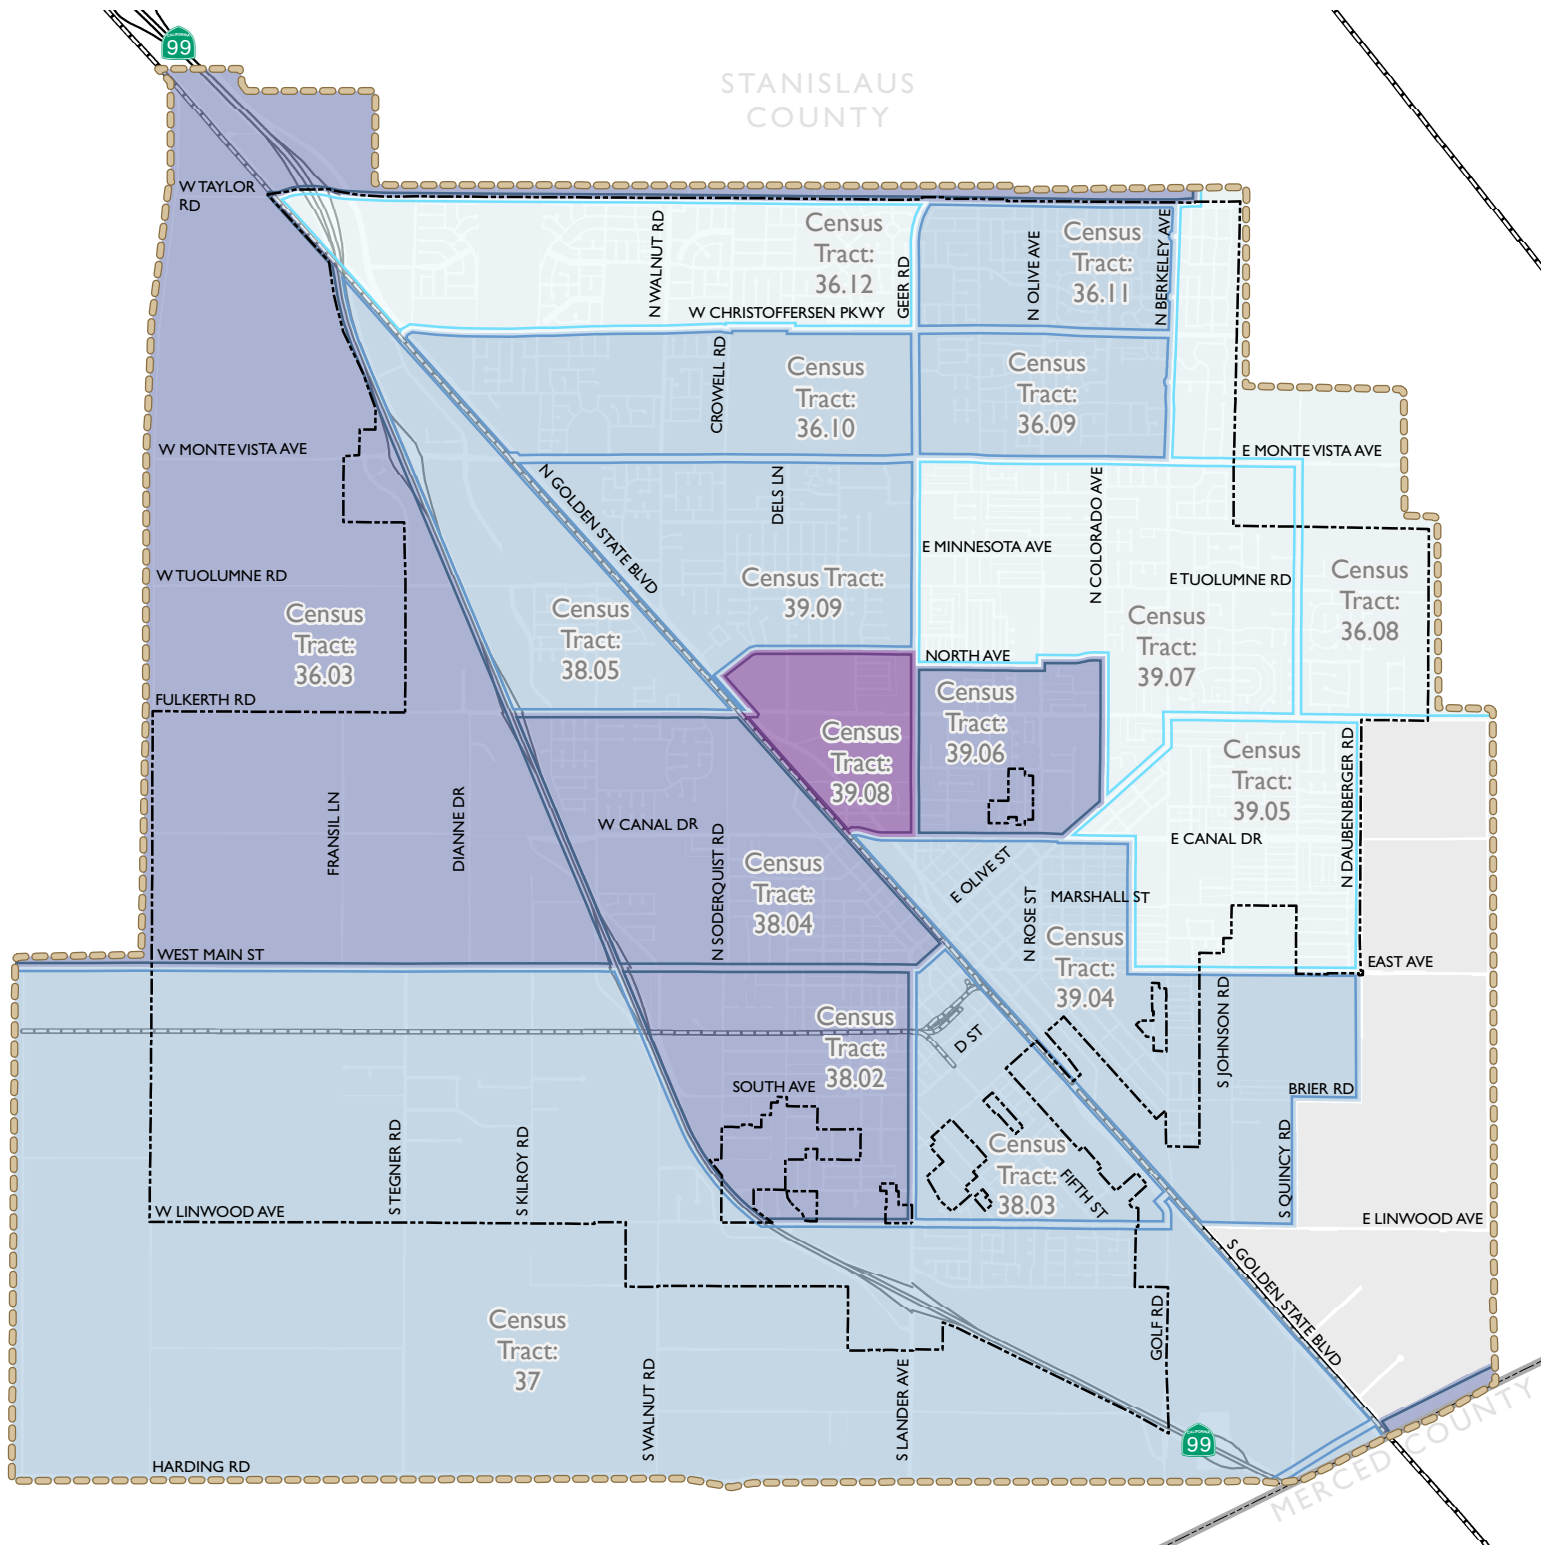 CALIFORNIA
99
STANISLAUS
COUNTY
W TAYLOR
RD
N WALNUT RD
Census
Tract:
36.12
GEER RD
W CHRISTOFFERSEN PKWY
N OLIVE AVE
Census
Tract:
36.11
N BERKELEY AVE
CROWELL RD
Census
Tract:
36.10
Census
Tract:
36.09
W MONTE VISTA AVE
E MONTE VISTA AVE
N GOLDEN STATE BLVD
DELS LN
N COLORADO AVE
E MINNESOTA AVE
W TUOLUMNE RD
Census Tract:
39.09
E TUOLUMNE RD
Census
Tract:
36.08
Census
Tract:
36.03
Census
Tract:
38.05
Census
Tract:
39.07
NORTH AVE
FULKERTH RD
Census
Tract:
39.06
Census
Tract:
39.08
Census
Tract:
39.05
N DAUBENBERGER RD
FRANSIL LN
DIANNE DR
W CANAL DR
N SODERQUIST RD
E CANAL DR
Census
Tract:
38.04
E OLIVE ST
N ROSE ST
MARSHALL ST
Census
Tract:
39.04
WEST MAIN ST
EAST AVE
Census
Tract:
38.02
D ST
S JOHNSON RD
SOUTH AVE
BRIER RD
S TEGNER RD
S KILROY RD
Census
Tract:
38.03
FIFTH ST
S QUINCY RD
W LINWOOD AVE
E LINWOOD AVE
S GOLDEN STATE BLVD
Census
Tract:
37
GOLF RD
S WALNUT RD
S LANDER AVE
CALIFORNIA
99
HARDING RD
MERCED COUNTY